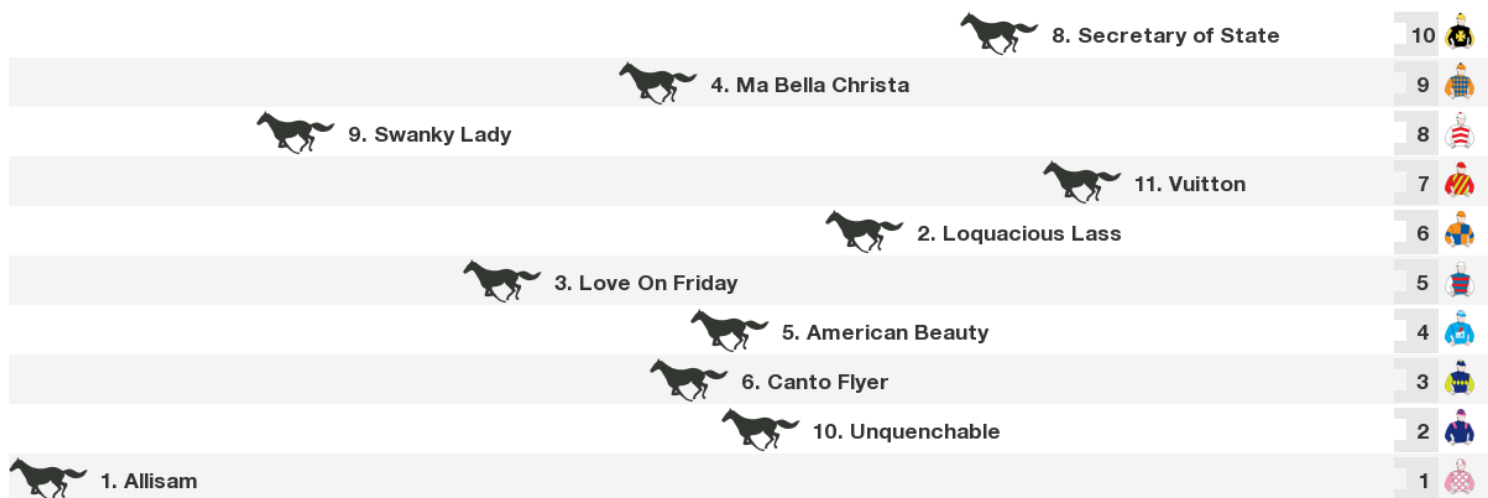 8. Secretary of State 10
4. Ma Bella Christa 9
9. Swanky Lady 8
11. Vuitton 7
2. Loquacious Lass 6
3. Love On Friday 5
5. American Beauty 4
6. Canto Flyer 3
10. Unquenchable 2
1. Allisam 1